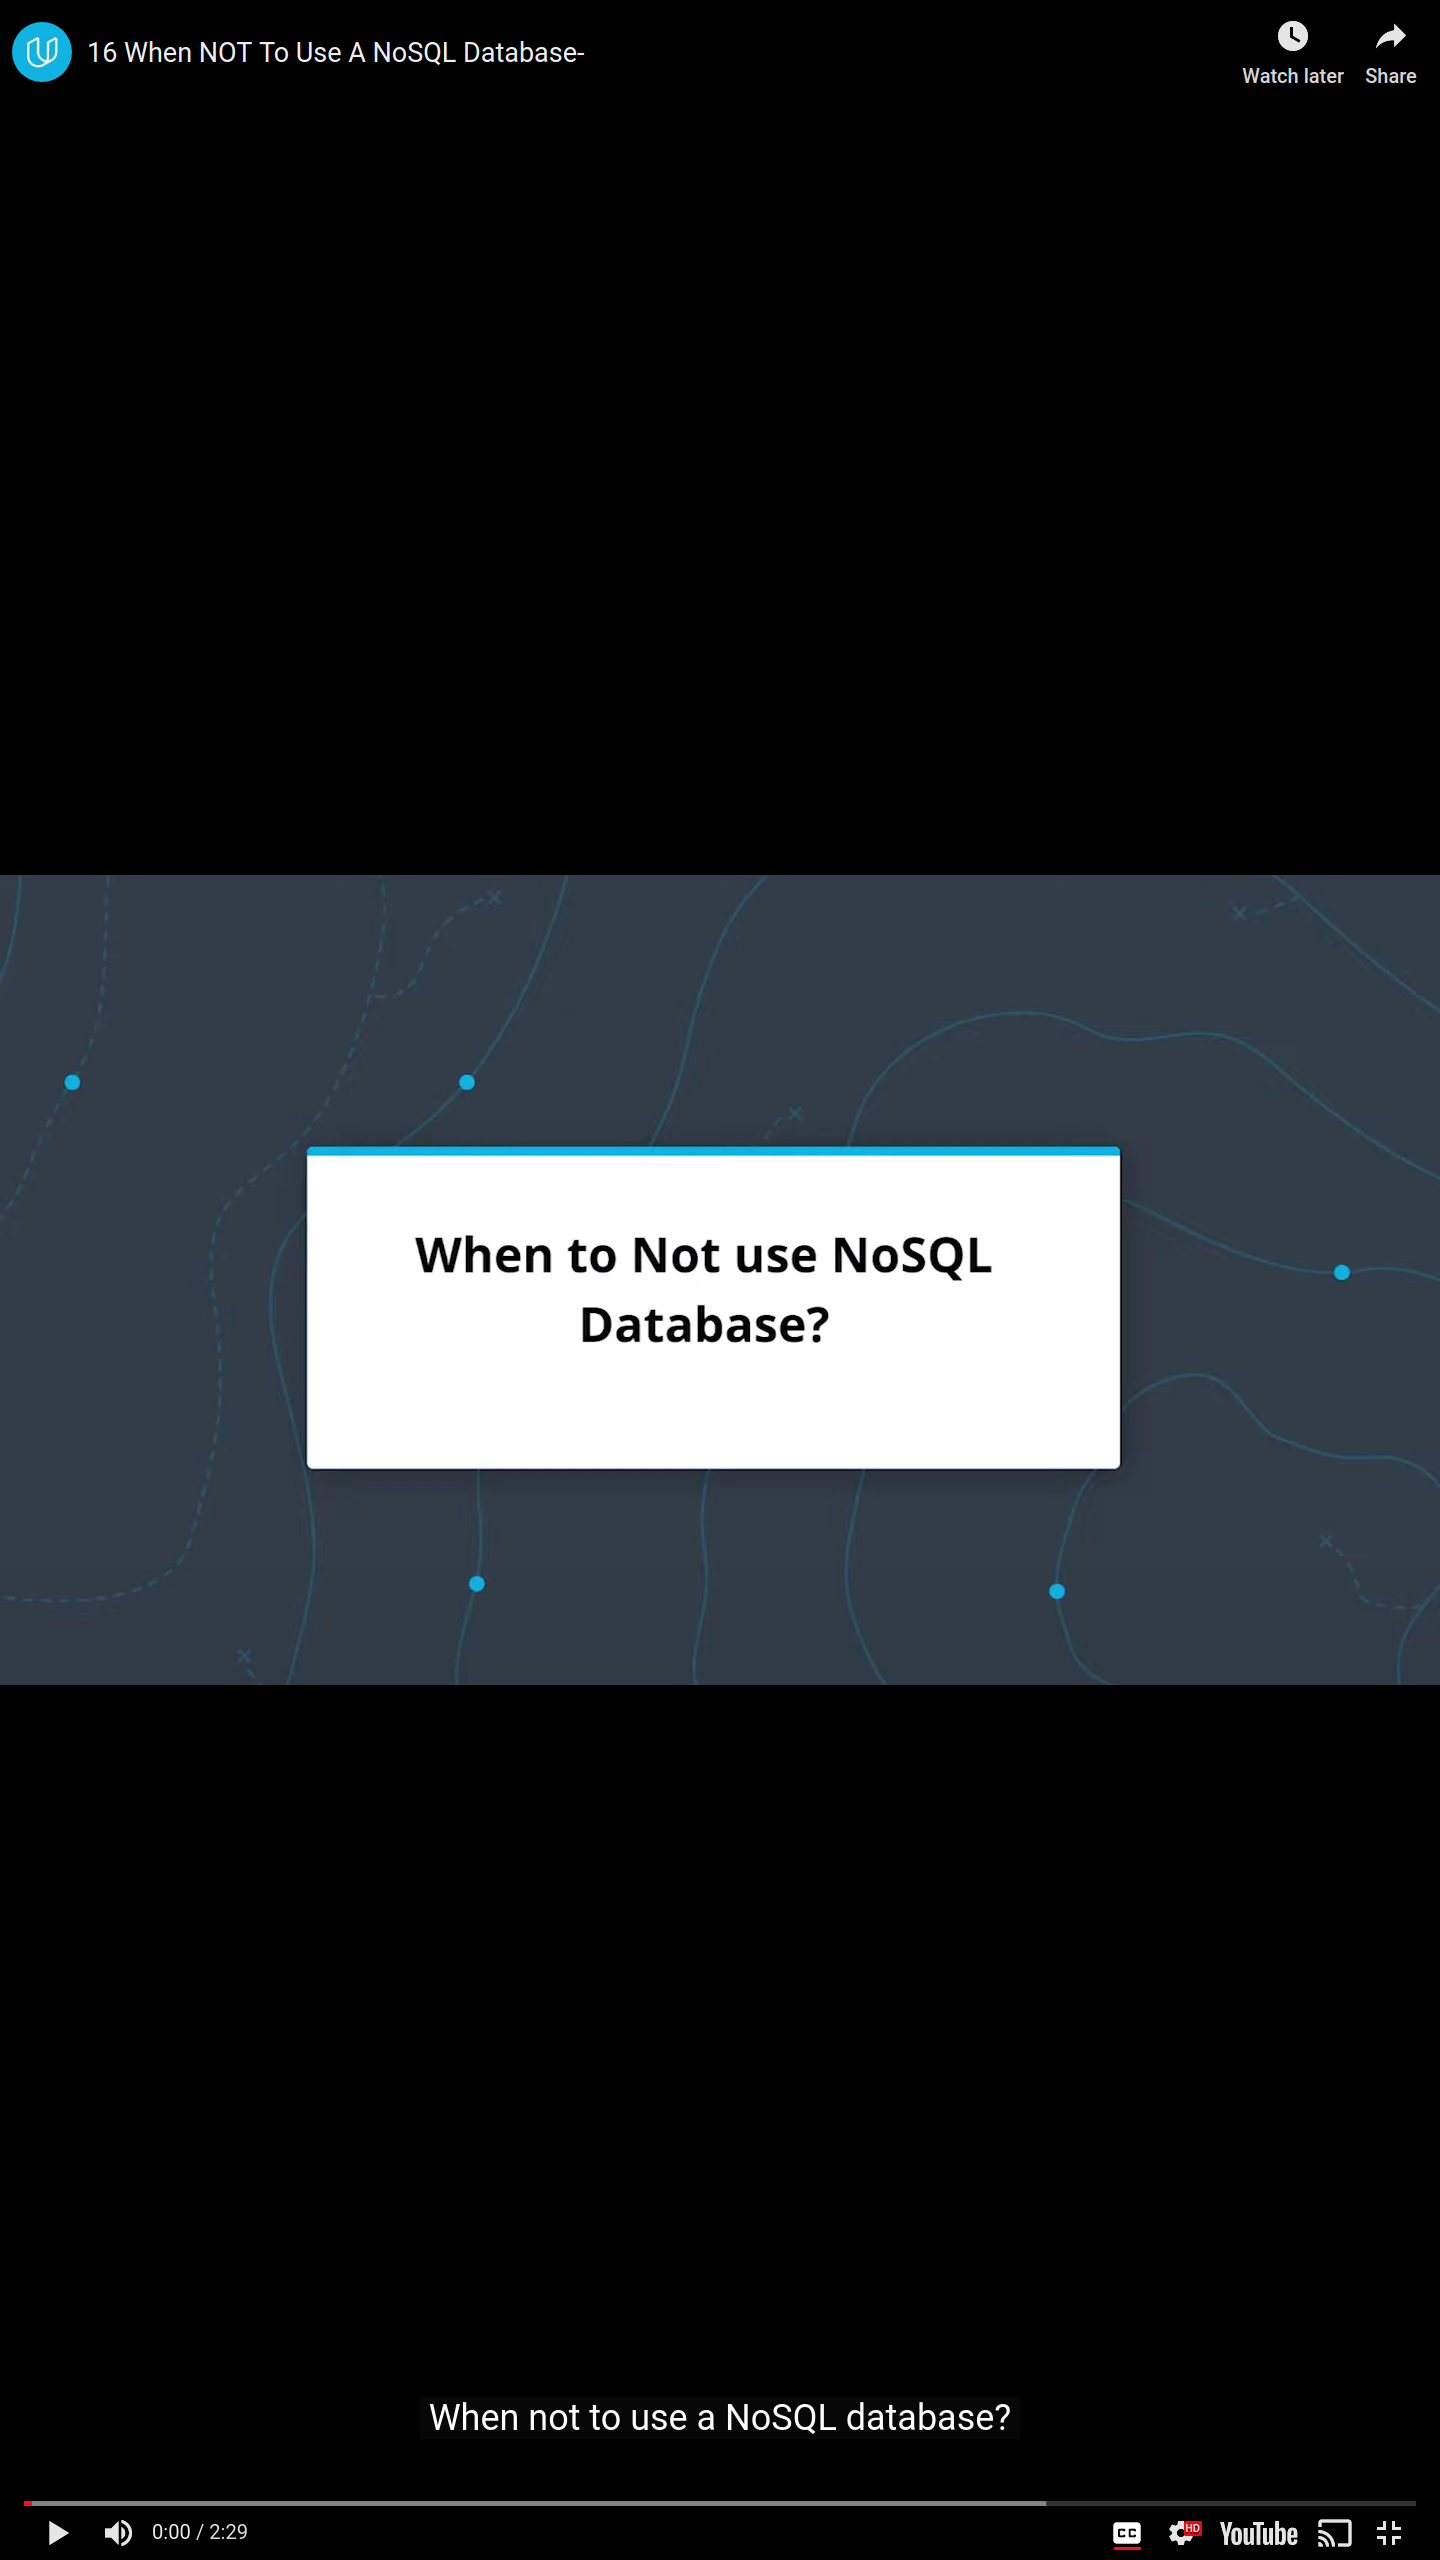 16 When NOT To Use A NoSQL Database-
Watch later
Share
When to Not use NoSQL
Database?
When not to use a NoSQL database?
0:00 / 2:29
CC
HD
YouTube